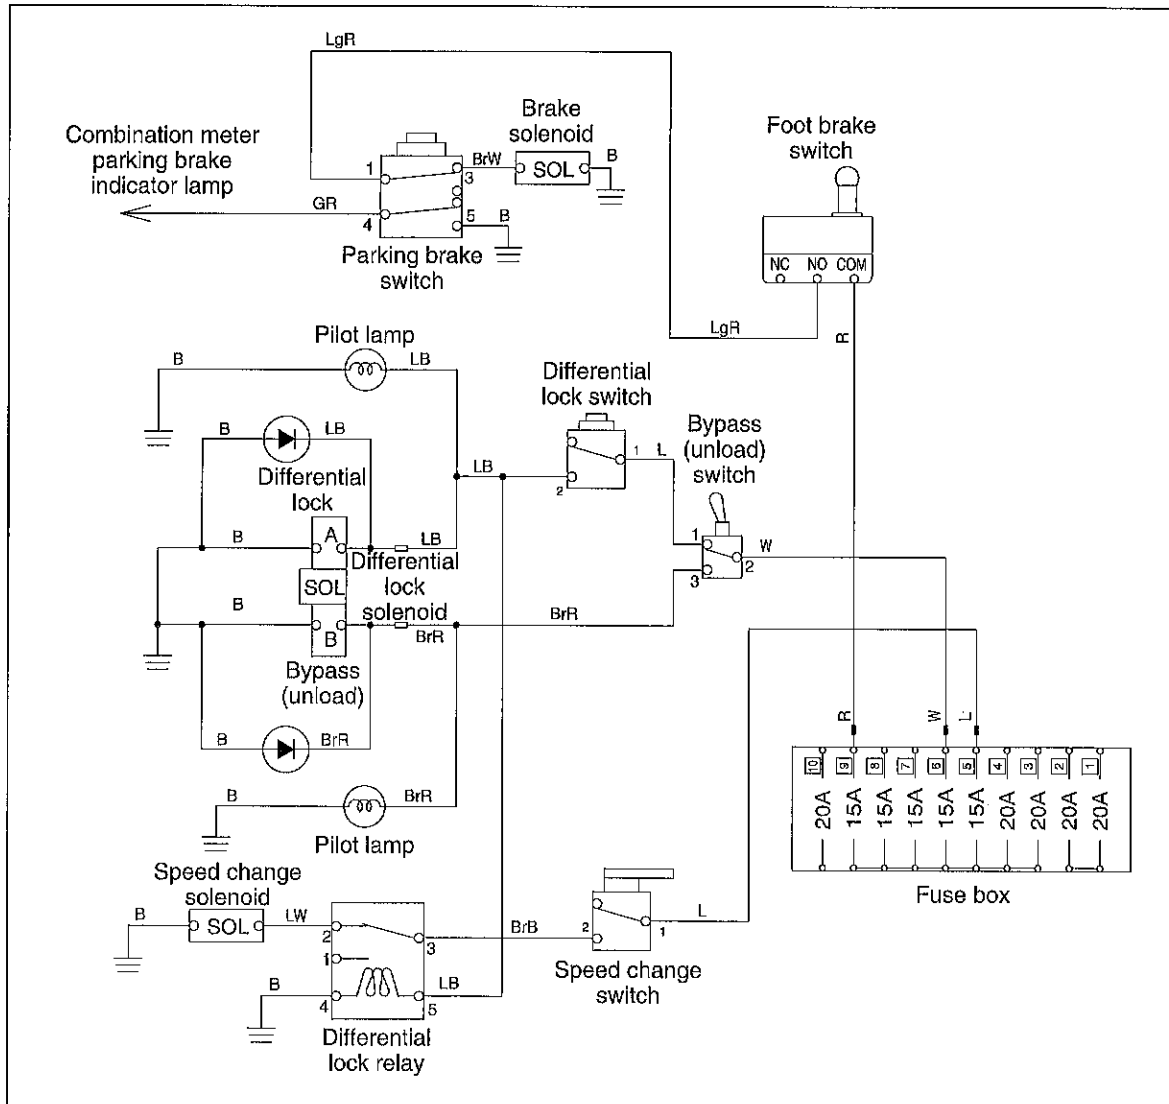 LgR
Combination meter
parking brake
indicator lamp
Brake
solenoid
Foot brake
switch
1
3
BrW
SOL
B
GR
4
5
B
Parking brake
switch
NC
NO
COM
LgR
R
Pilot lamp
B
LB
Differential
lock switch
Bypass
(unload)
switch
B
LB
Differential
lock
LB
2
1
L
B
A
LB
1
2
W
3
SOL
Differential
lock
solenoid
B
B
BrR
BrR
Bypass
(unload)
B
BrR
R
W
L
B
BrR
Pilot lamp
10
9
8
7
6
5
4
3
2
1
20A
15A
15A
15A
15A
15A
20A
20A
20A
20A
Fuse box
Speed change
solenoid
B
SOL
LW
2
3
BrB
2
1
L
1
B
4
5
LB
Speed change
switch
Differential
lock relay